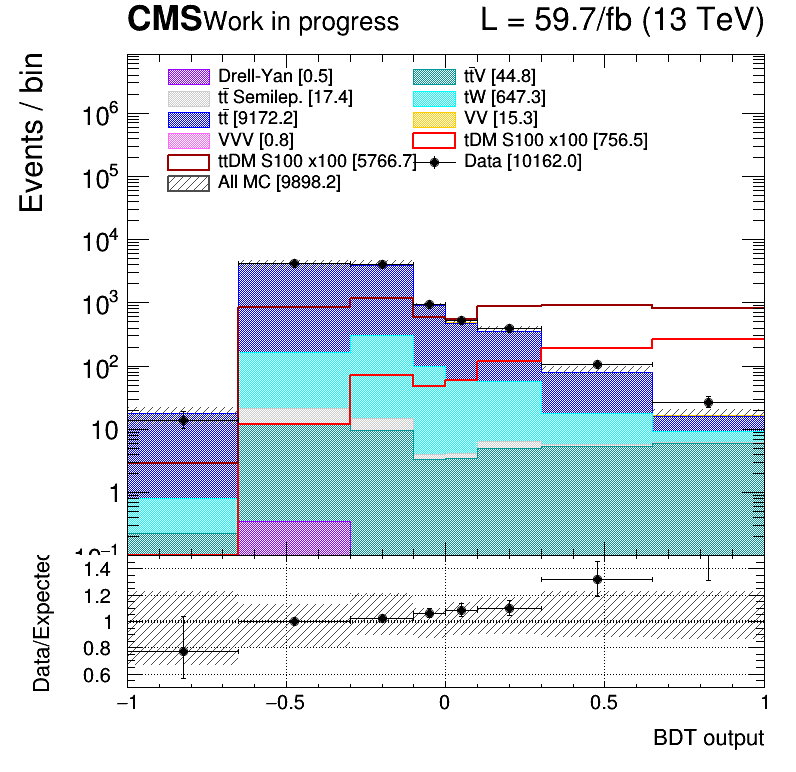 CMS Work in progress L = 59.7/fb (13 TeV)
Events / bin
Drell-Yan [0.5] tt̄V [44.8]
tt̄ Semilep. [17.4] tW [647.3]
tt̄ [9172.2] VV [15.3]
VVV [0.8] tDM S100 x100 [756.5]
ttDM S100 x100 [5766.7] Data [10162.0]
All MC [9898.2]
10⁶
10⁵
10⁴
10³
10²
10
1
10⁻¹
Data/Expected
1.4
1.2
1
0.8
0.6
−1 −0.5 0 0.5 1
BDT output